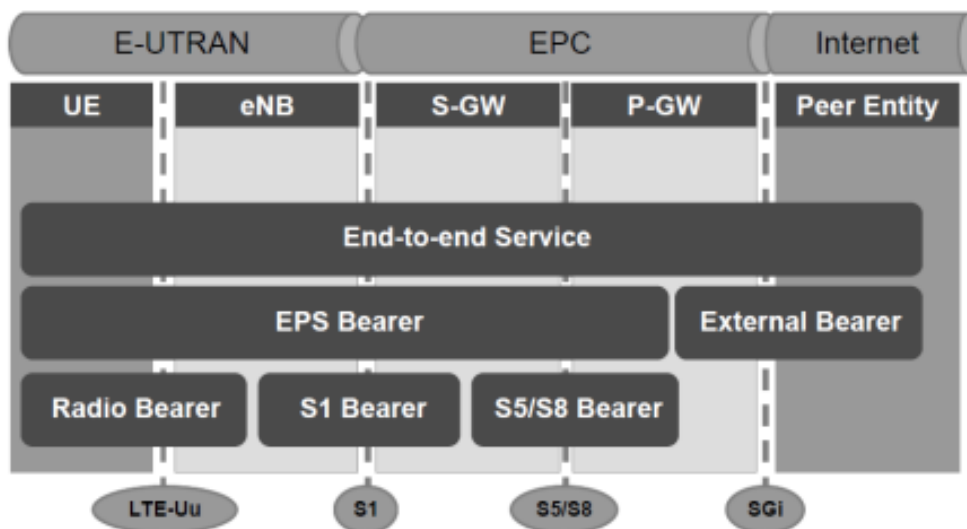 E-UTRAN EPC Internet
UE eNB S-GW P-GW Peer Entity
End-to-end Service
EPS Bearer External Bearer
Radio Bearer S1 Bearer S5/S8 Bearer
LTE-Uu S1 S5/S8 SGi